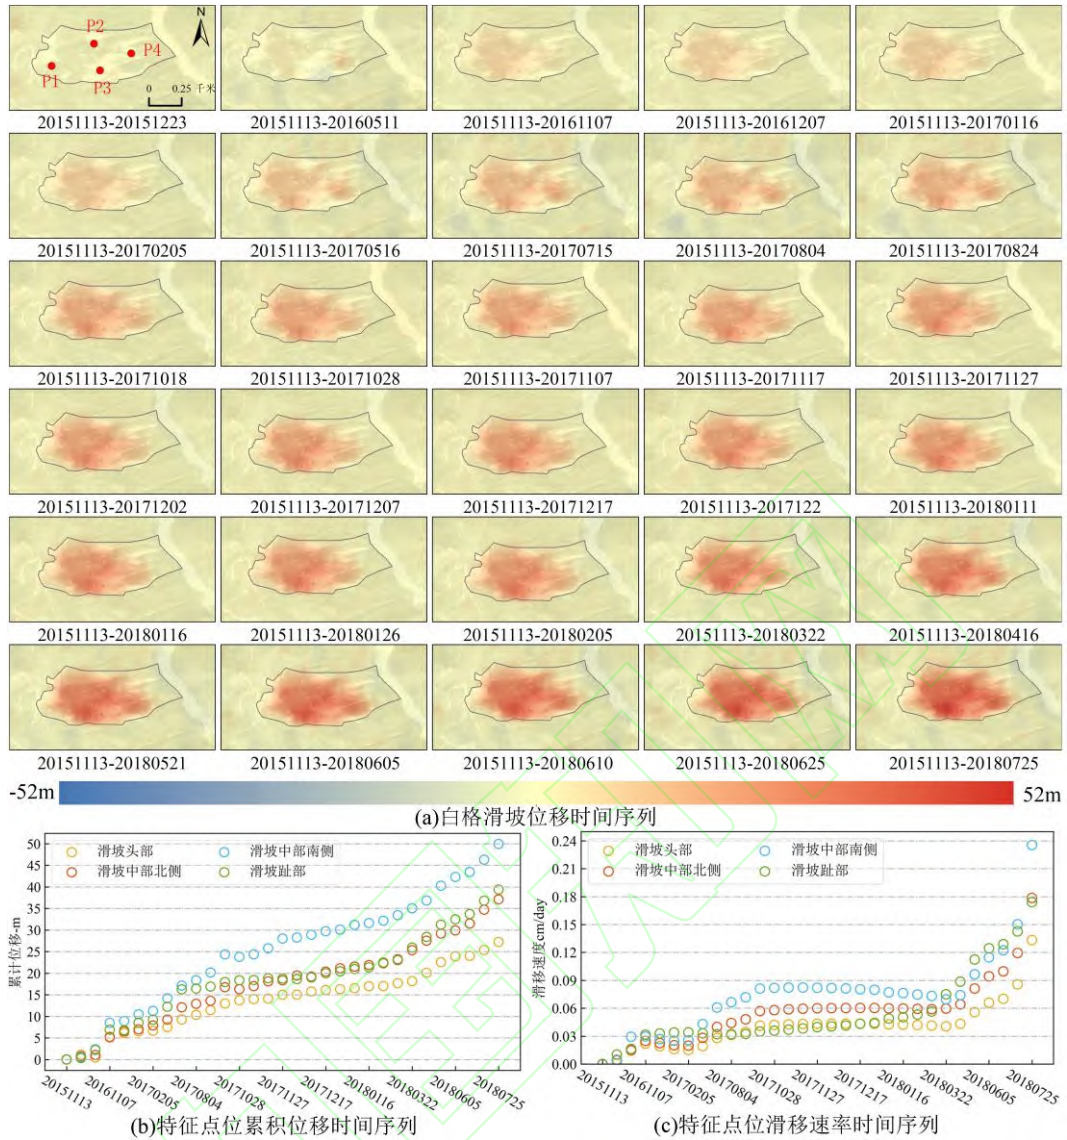 P2
N
P4
P1
P3
0 0.25 千米
20151113-20151223 20151113-20160511 20151113-20161107 20151113-20161207 20151113-20170116
20151113-20170205 20151113-20170516 20151113-20170715 20151113-20170804 20151113-20170824
20151113-20171018 20151113-20171028 20151113-20171107 20151113-20171117 20151113-20171127
20151113-20171202 20151113-20171207 20151113-20171217 20151113-2017122 20151113-20180111
20151113-20180116 20151113-20180126 20151113-20180205 20151113-20180322 20151113-20180416
20151113-20180521 20151113-20180605 20151113-20180610 20151113-20180625 20151113-20180725
-52m 52m
(a)白格滑坡位移时间序列
累计位移-m
50
45
40
35
30
25
20
15
10
5
0
滑坡头部 滑坡中部南侧
滑坡中部北侧 滑坡趾部
20151113 20161107 20170205 20170804 20171028 20171127 20171217 20180116 20180322 20180605 20180725
(b)特征点位累积位移时间序列
滑移速度cm/day
0.24
0.21
0.18
0.15
0.12
0.09
0.06
0.03
0.00
滑坡头部 滑坡中部南侧
滑坡中部北侧 滑坡趾部
20151113 20161107 20170205 20170804 20171028 20171127 20171217 20180116 20180322 20180605 20180725
(c)特征点位滑移速率时间序列